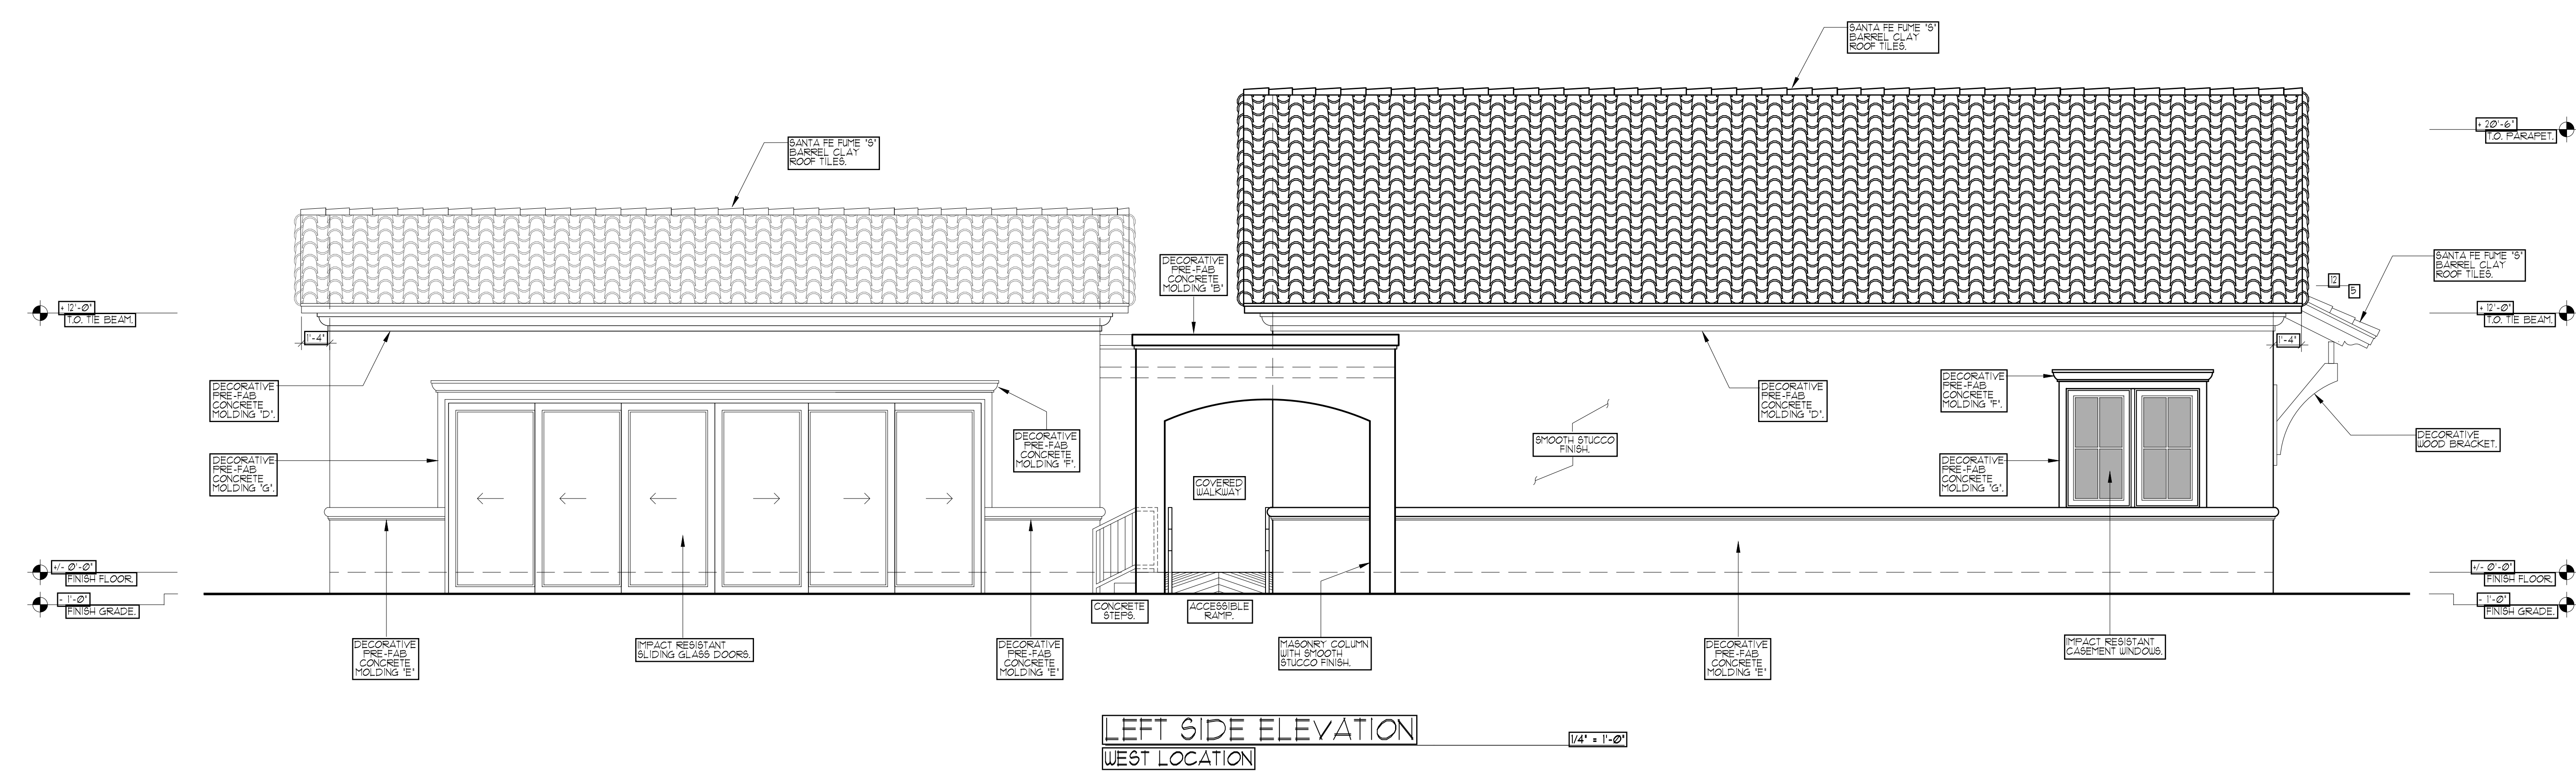 SANTA FE FUME "S"
BARREL CLAY
ROOF TILES.
+ 20'-6"
T.O. PARAPET.
SANTA FE FUME "S"
BARREL CLAY
ROOF TILES.
DECORATIVE
PRE-FAB
CONCRETE
MOLDING "B"
SANTA FE FUME "S"
BARREL CLAY
ROOF TILES.
12
5
+ 12'-0"
T.O. TIE BEAM.
+ 12'-0"
T.O. TIE BEAM.
1'-4"
1'-4"
DECORATIVE
PRE-FAB
CONCRETE
MOLDING "D".
DECORATIVE
PRE-FAB
CONCRETE
MOLDING "D".
DECORATIVE
PRE-FAB
CONCRETE
MOLDING "F".
DECORATIVE
PRE-FAB
CONCRETE
MOLDING "F".
SMOOTH STUCCO
FINISH.
DECORATIVE
WOOD BRACKET.
DECORATIVE
PRE-FAB
CONCRETE
MOLDING "G".
COVERED
WALKWAY
DECORATIVE
PRE-FAB
CONCRETE
MOLDING "G".
+/- 0'-0"
FINISH FLOOR.
+/- 0'-0"
FINISH FLOOR.
- 1'-0"
FINISH GRADE.
- 1'-0"
FINISH GRADE.
CONCRETE
STEPS.
ACCESSIBLE
RAMP.
DECORATIVE
PRE-FAB
CONCRETE
MOLDING "E"
IMPACT RESISTANT
SLIDING GLASS DOORS.
DECORATIVE
PRE-FAB
CONCRETE
MOLDING "E"
MASONRY COLUMN
WITH SMOOTH
STUCCO FINISH.
DECORATIVE
PRE-FAB
CONCRETE
MOLDING "E"
IMPACT RESISTANT
CASEMENT WINDOWS.
LEFT SIDE ELEVATION
1/4" = 1'-0"
WEST LOCATION